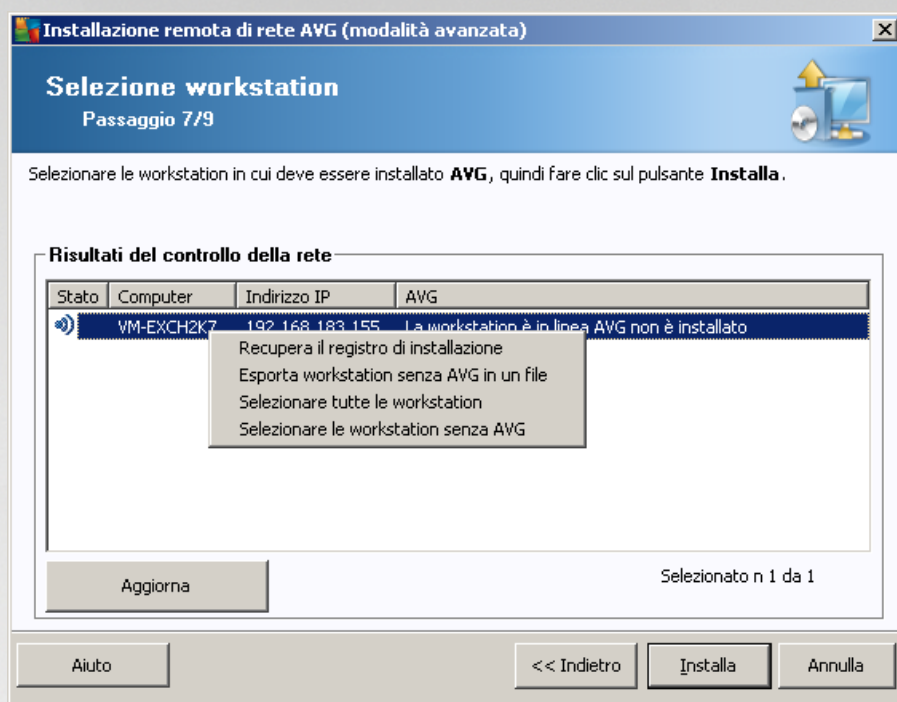 Installazione remota di rete AVG (modalità avanzata)
Selezione workstation
Passaggio 7/9
Selezionare le workstation in cui deve essere installato AVG, quindi fare clic sul pulsante Installa.
Risultati del controllo della rete
Stato Computer Indirizzo IP AVG
VM-EXCH2K7 192.168.183.155 La workstation è in linea AVG non è installato
Recupera il registro di installazione
Esporta workstation senza AVG in un file
Selezionare tutte le workstation
Selezionare le workstation senza AVG
Aggiorna
Selezionato n 1 da 1
Aiuto
<< Indietro
Installa
Annulla